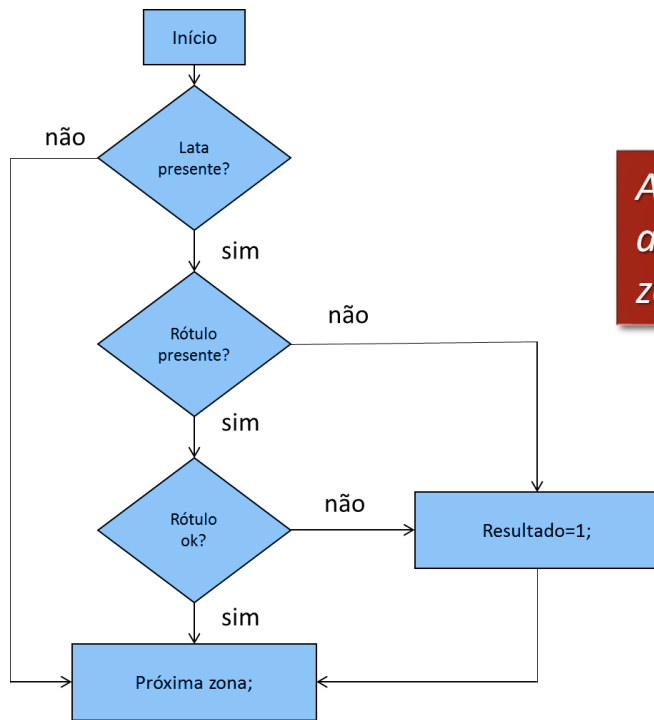 Início
não
Lata
presente?
sim
Rótulo
presente?
não
sim
Rótulo
ok?
não
Resultado=1;
sim
Próxima zona;